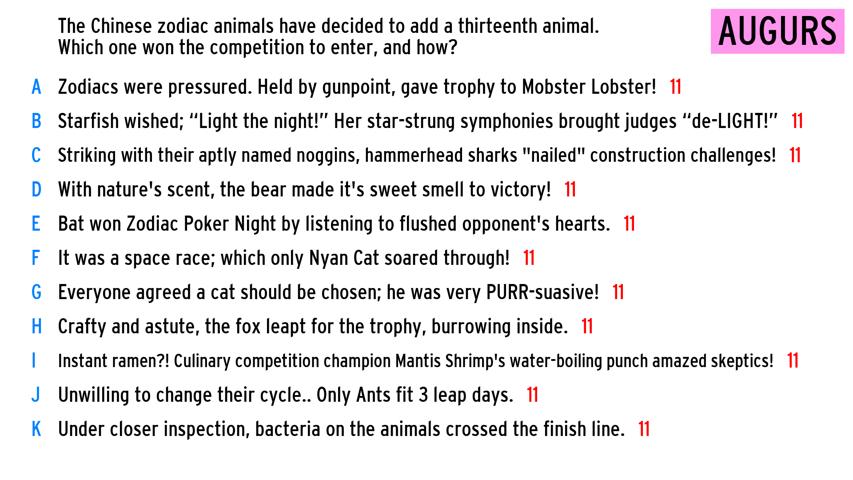 The Chinese zodiac animals have decided to add a thirteenth animal.
Which one won the competition to enter, and how?
AUGURS
A Zodiacs were pressured. Held by gunpoint, gave trophy to Mobster Lobster! 11
B Starfish wished; “Light the night!” Her star-strung symphonies brought judges “de-LIGHT!” 11
C Striking with their aptly named noggins, hammerhead sharks "nailed" construction challenges! 11
D With nature's scent, the bear made it's sweet smell to victory! 11
E Bat won Zodiac Poker Night by listening to flushed opponent's hearts. 11
F It was a space race; which only Nyan Cat soared through! 11
G Everyone agreed a cat should be chosen; he was very PURR-suasive! 11
H Crafty and astute, the fox leapt for the trophy, burrowing inside. 11
I Instant ramen?! Culinary competition champion Mantis Shrimp's water-boiling punch amazed skeptics! 11
J Unwilling to change their cycle.. Only Ants fit 3 leap days. 11
K Under closer inspection, bacteria on the animals crossed the finish line. 11